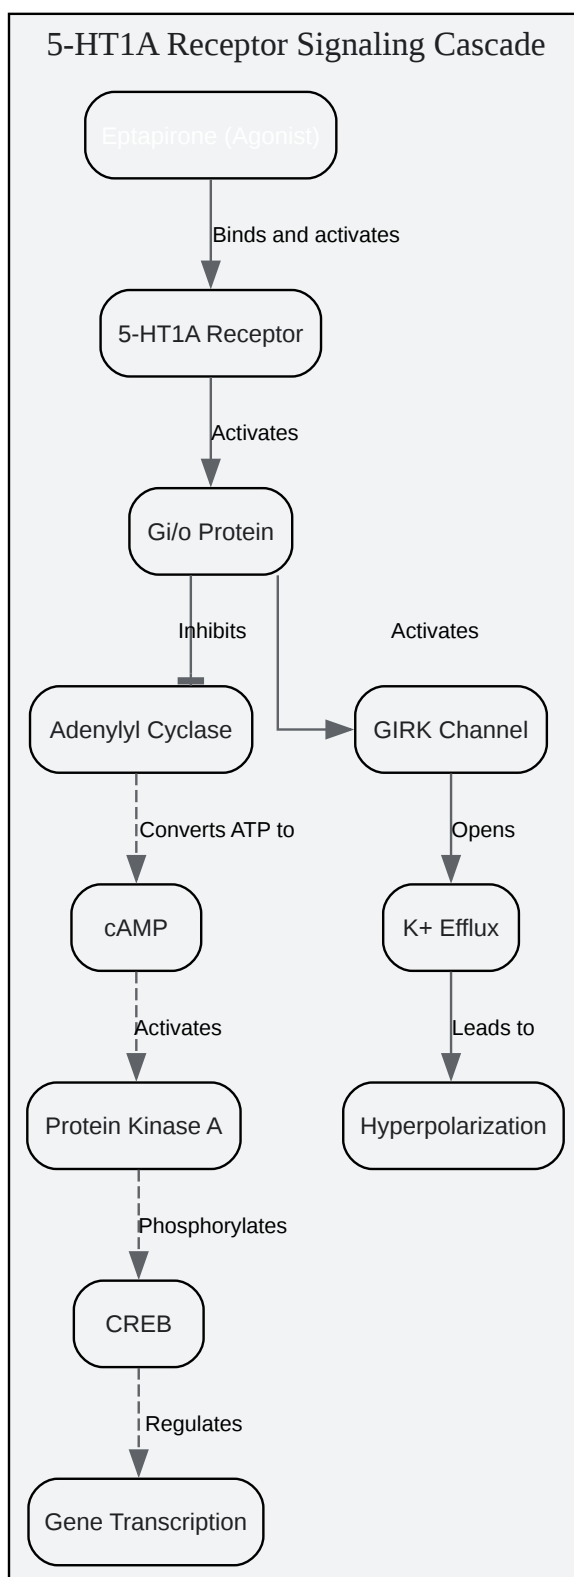 5-HT1A Receptor Signaling Cascade
Eptapirone (Agonist)
Binds and activates
5-HT1A Receptor
Activates
Gi/o Protein
Inhibits
Activates
Adenylyl Cyclase
GIRK Channel
Converts ATP to
Opens
cAMP
K+ Efflux
Activates
Leads to
Protein Kinase A
Hyperpolarization
Phosphorylates
CREB
Regulates
Gene Transcription